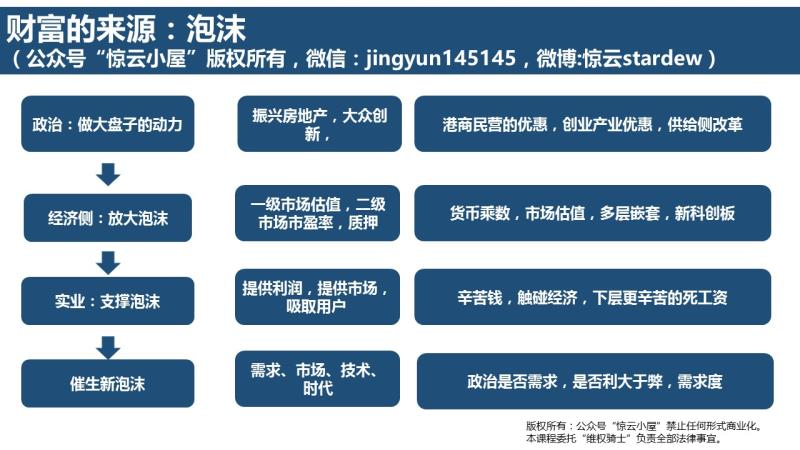 财富的来源：泡沫
（公众号“惊云小屋”版权所有，微信：jingyun145145，微博:惊云stardew）
政治：做大盘子的动力
振兴房地产，大众创
新，
港商民营的优惠，创业产业优惠，供给侧改革
经济侧：放大泡沫
一级市场估值，二级
市场市盈率，质押
货币乘数，市场估值，多层嵌套，新科创板
实业：支撑泡沫
提供利润，提供市场，
吸取用户
辛苦钱，触碰经济，下层更辛苦的死工资
催生新泡沫
需求、市场、技术、
时代
政治是否需求，是否利大于弊，需求度
版权所有：公众号“惊云小屋”禁止任何形式商业化。
本课程委托“维权骑士”负责全部法律事宜。